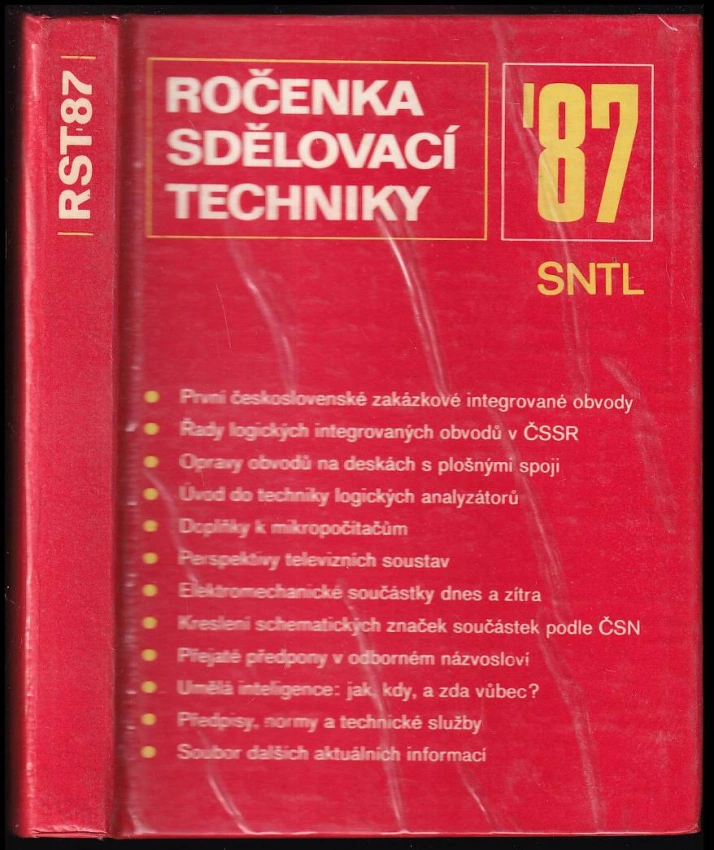 RST 87
ROČENKA
SDĚLOVACÍ
TECHNIKY
'87
SNTL
První československé zakázkové integrované obvody
Řady logických integrovaných obvodů v ČSSR
Opravy obvodů na deskách s plošnými spoji
Úvod do techniky logických analyzátorů
Doplňky k mikropočítačům
Perspektivy televizních soustav
Elektromechanické součástky dnes a zítra
Kreslení schematických značek součástek podle ČSN
Přejaté předpony v odborném názvosloví
Umělá inteligence: jak, kdy, a zda vůbec?
Předpisy, normy a technické služby
Soubor dalších aktuálních informací